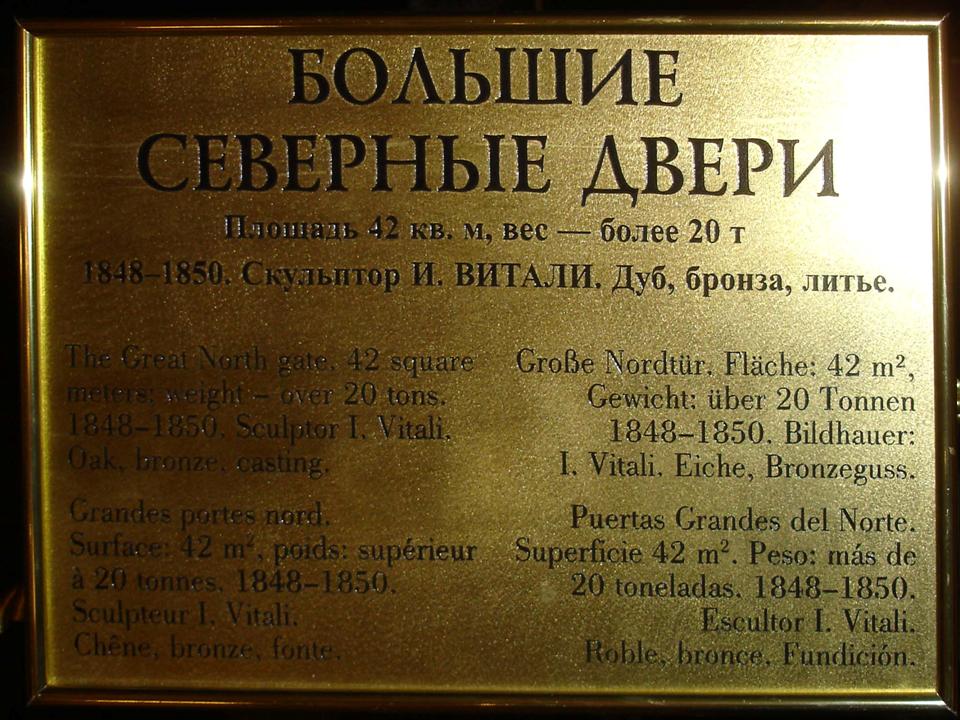 БОЛЬШИЕ
СЕВЕРНЫЕ ДВЕРИ
Площадь 42 кв. м, вес — более 20 т
1848–1850. Скульптор И. ВИТАЛИ. Дуб, бронза, литье.
The Great North gate. 42 square
meters; weight – over 20 tons.
1848–1850. Sculptor I. Vitali.
Oak, bronze, casting.
Große Nordtür. Fläche: 42 m²,
Gewicht: über 20 Tonnen
1848–1850. Bildhauer:
I. Vitali. Eiche, Bronzeguss.
Grandes portes nord.
Surface: 42 m², poids: supérieur
à 20 tonnes. 1848–1850.
Sculpteur I. Vitali.
Chêne, bronze, fonte.
Puertas Grandes del Norte.
Superficie 42 m². Peso: más de
20 toneladas. 1848–1850.
Escultor I. Vitali.
Roble, bronce. Fundición.